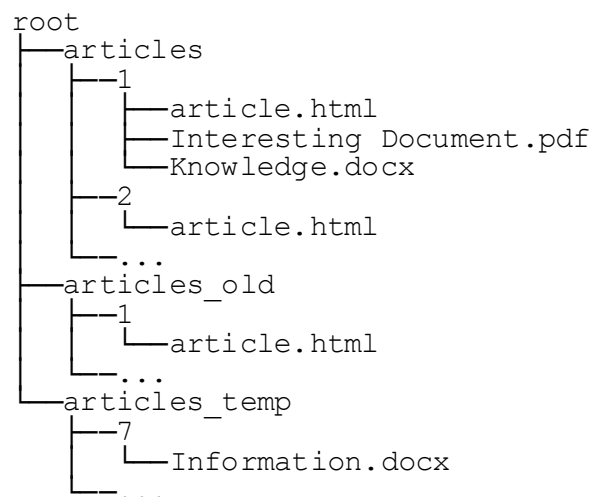 root
├──articles
│  ├──1
│  │  ├──article.html
│  │  ├──Interesting Document.pdf
│  │  └──Knowledge.docx
│  ├──2
│  │  └──article.html
│  └──...
├──articles_old
│  ├──1
│  │  └──article.html
│  └──...
└──articles_temp
   ├──7
   │  └──Information.docx
   └──...